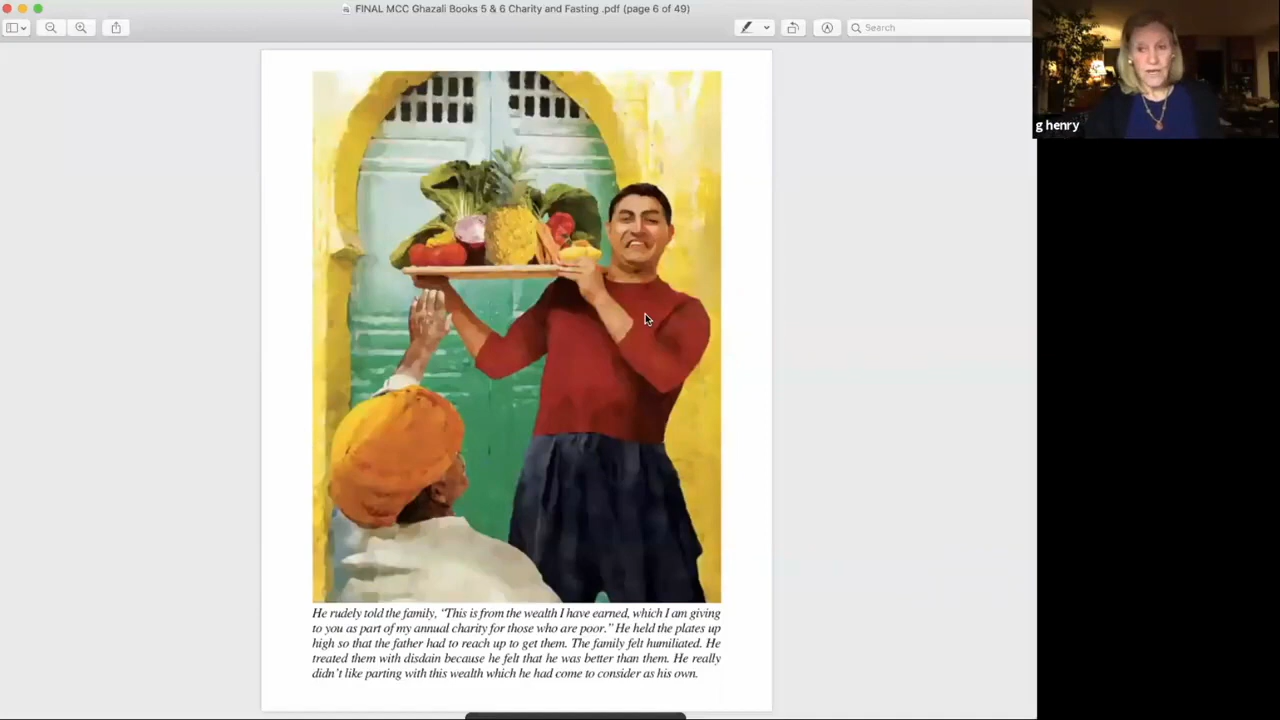 FINAL MCC Ghazali Books 5 & 6 Charity and Fasting .pdf (page 6 of 49)
Search
g henry
He rudely told the family, “This is from the wealth I have earned, which I am giving
to you as part of my annual charity for those who are poor.” He held the plates up
high so that the father had to reach up to get them. The family felt humiliated. He
treated them with disdain because he felt that he was better than them. He really
didn’t like parting with this wealth which he had come to consider as his own.